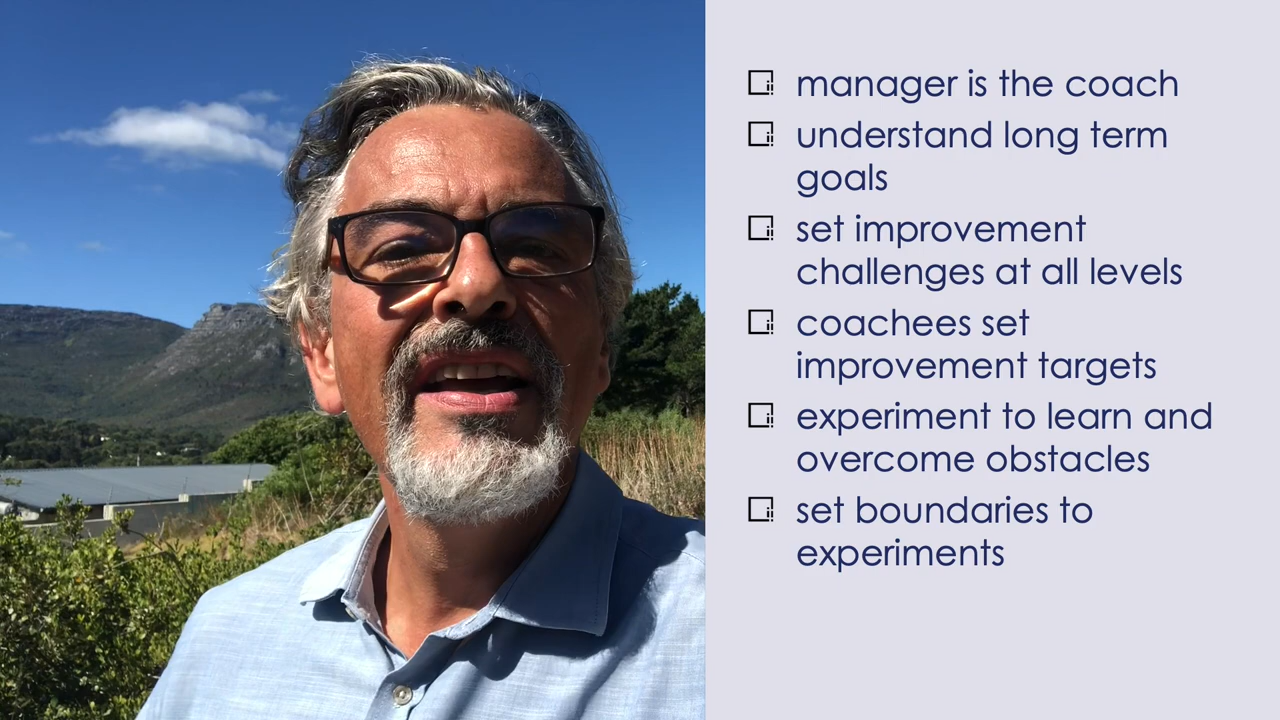 manager is the coach
understand long term
goals
set improvement
challenges at all levels
coachees set
improvement targets
experiment to learn and
overcome obstacles
set boundaries to
experiments